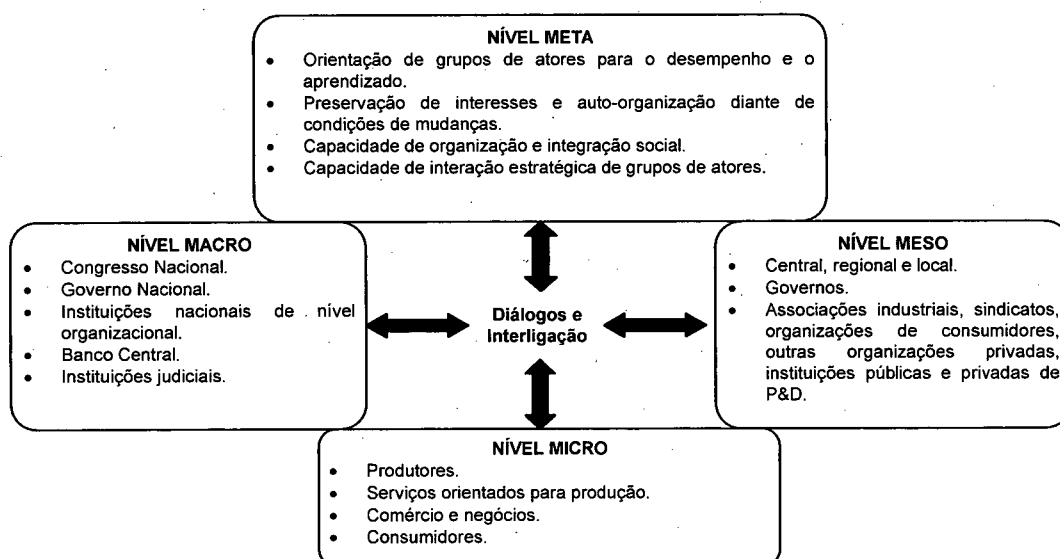 NÍVEL META
• Orientação de grupos de atores para o desempenho e o
aprendizado.
• Preservação de interesses e auto-organização diante de
condições de mudanças.
• Capacidade de organização e integração social.
• Capacidade de interação estratégica de grupos de atores.
NÍVEL MACRO
• Congresso Nacional.
• Governo Nacional.
• Instituições nacionais de nível
organizacional.
• Banco Central.
• Instituições judiciais.
Diálogos e
Interligação
NÍVEL MESO
• Central, regional e local.
• Governos.
• Associações industriais, sindicatos,
organizações de consumidores,
outras organizações privadas,
instituições públicas e privadas de
P&D.
NÍVEL MICRO
• Produtores.
• Serviços orientados para produção.
• Comércio e negócios.
• Consumidores.